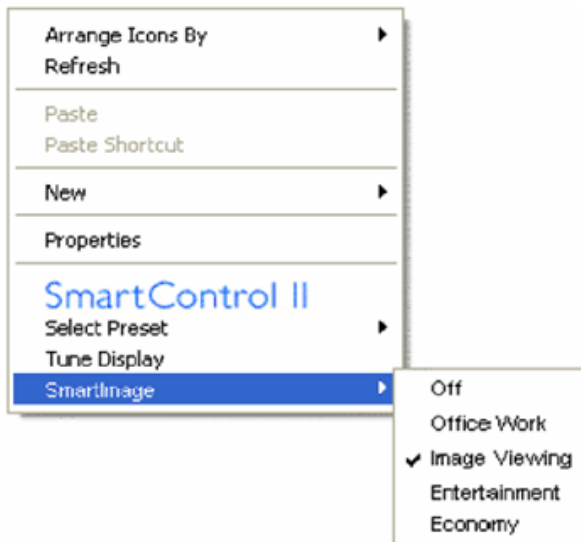 Arrange Icons By
Refresh
Paste
Paste Shortcut
New
Properties
SmartControl II
Select Preset
Tune Display
SmartImage
Off
Office Work
Image Viewing
Entertainment
Economy